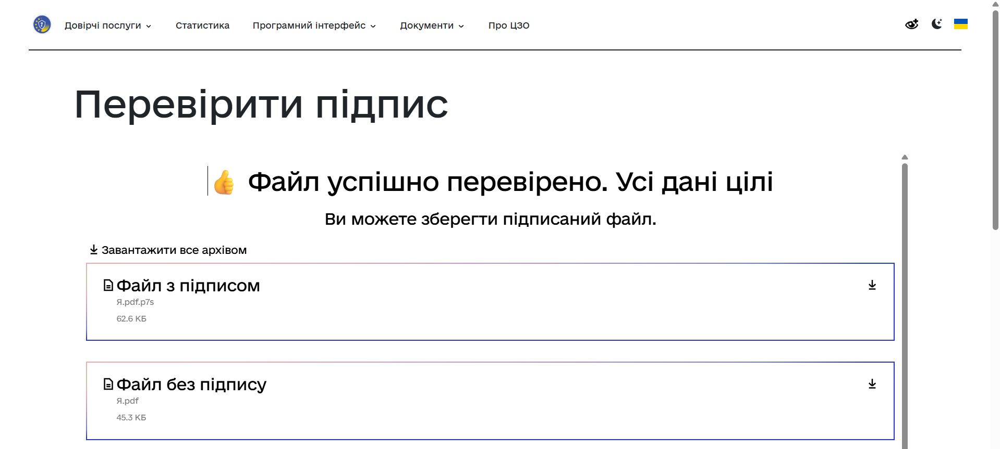 Довірчі послуги Статистика Програмний інтерфейс Документи Про ЦЗО
Перевірити підпис
Файл успішно перевірено. Усі дані цілі
Ви можете зберегти підписаний файл.
Завантажити все архівом
Файл з підписом
Я.pdf.p7s
62.6 КБ
Файл без підпису
Я.pdf
45.3 КБ